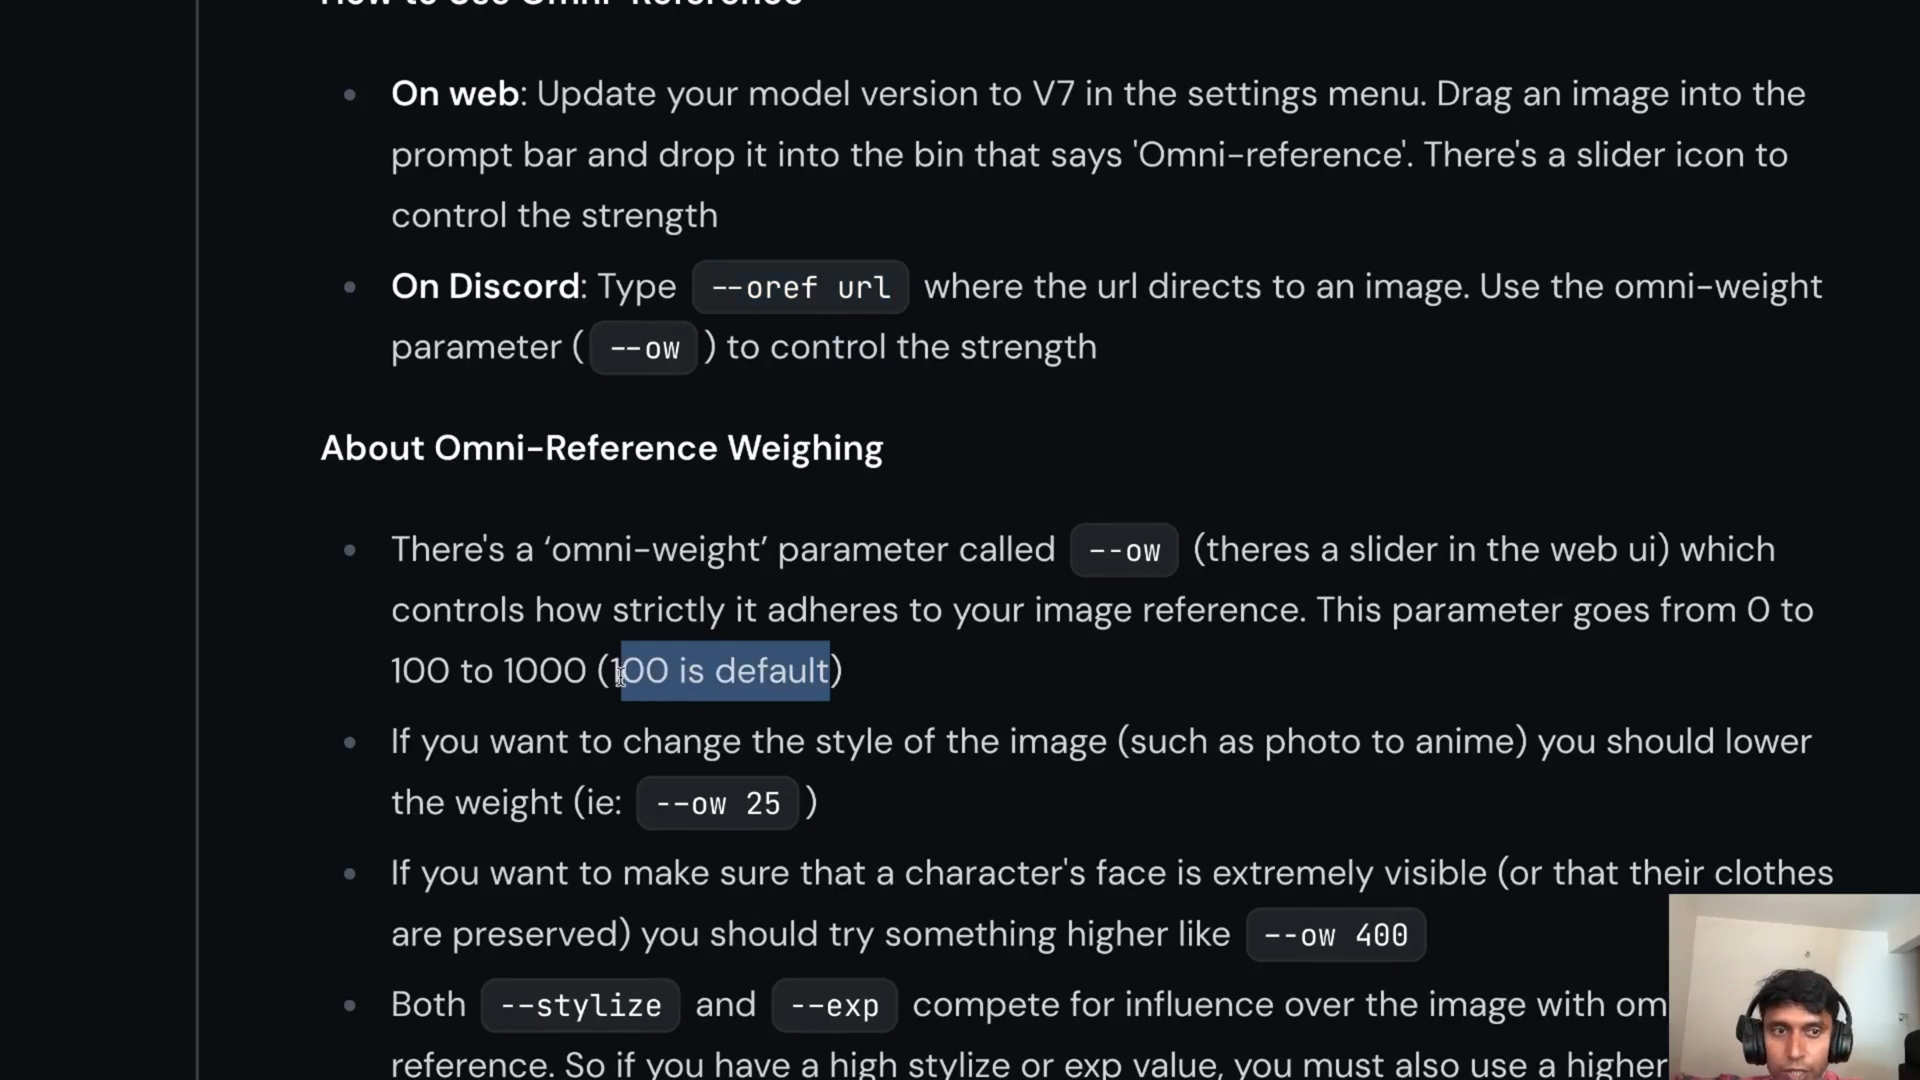 How to Use Omni-Reference
On web: Update your model version to V7 in the settings menu. Drag an image into the
prompt bar and drop it into the bin that says 'Omni-reference'. There's a slider icon to
control the strength
On Discord: Type --oref url where the url directs to an image. Use the omni-weight
parameter ( --ow ) to control the strength
About Omni-Reference Weighing
There's a ‘omni-weight’ parameter called --ow (theres a slider in the web ui) which
controls how strictly it adheres to your image reference. This parameter goes from 0 to
100 to 1000 (100 is default)
If you want to change the style of the image (such as photo to anime) you should lower
the weight (ie: --ow 25 )
If you want to make sure that a character's face is extremely visible (or that their clothes
are preserved) you should try something higher like --ow 400
Both --stylize and --exp compete for influence over the image with om
reference. So if you have a high stylize or exp value, you must also use a higher